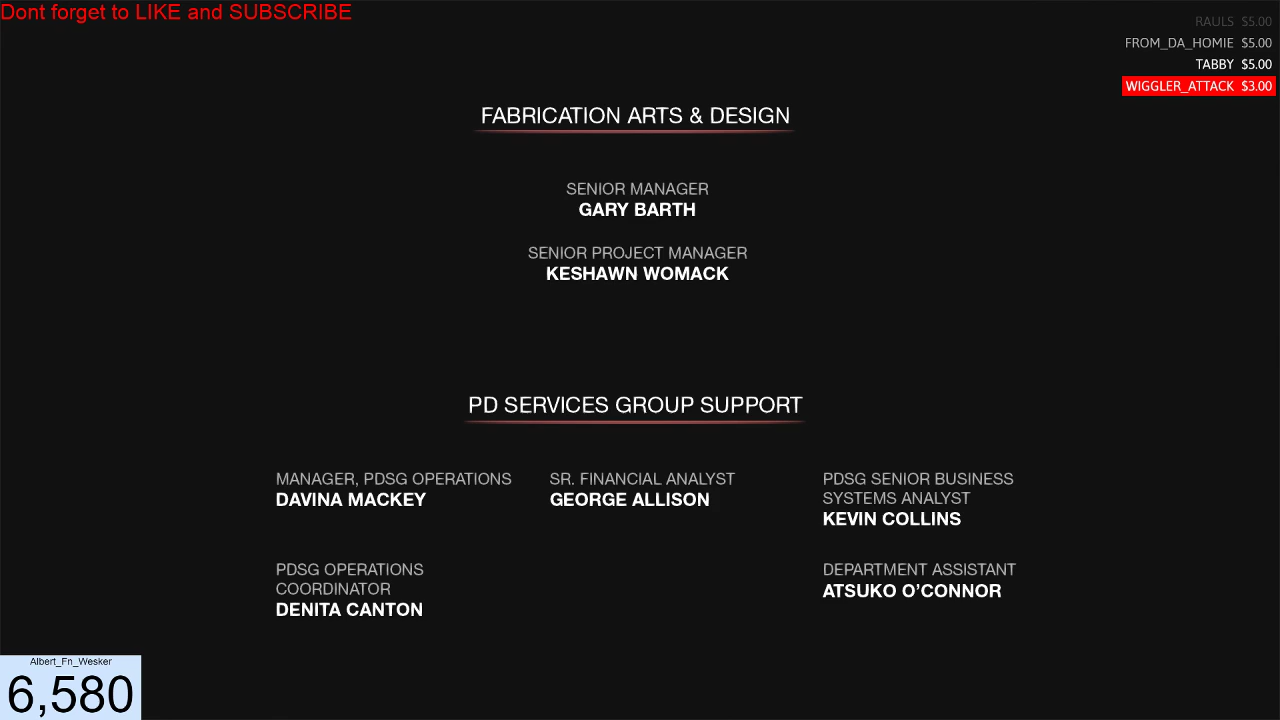 Dont forget to LIKE and SUBSCRIBE
RAULS $5.00
FROM_DA_HOMIE $5.00
TABBY $5.00
WIGGLER_ATTACK $3.00
FABRICATION ARTS & DESIGN
SENIOR MANAGER
GARY BARTH
SENIOR PROJECT MANAGER
KESHAWN WOMACK
PD SERVICES GROUP SUPPORT
MANAGER, PDSG OPERATIONS
DAVINA MACKEY
SR. FINANCIAL ANALYST
GEORGE ALLISON
PDSG SENIOR BUSINESS
SYSTEMS ANALYST
KEVIN COLLINS
PDSG OPERATIONS
COORDINATOR
DENITA CANTON
DEPARTMENT ASSISTANT
ATSUKO O’CONNOR
Albert_Fn_Wesker
6,580